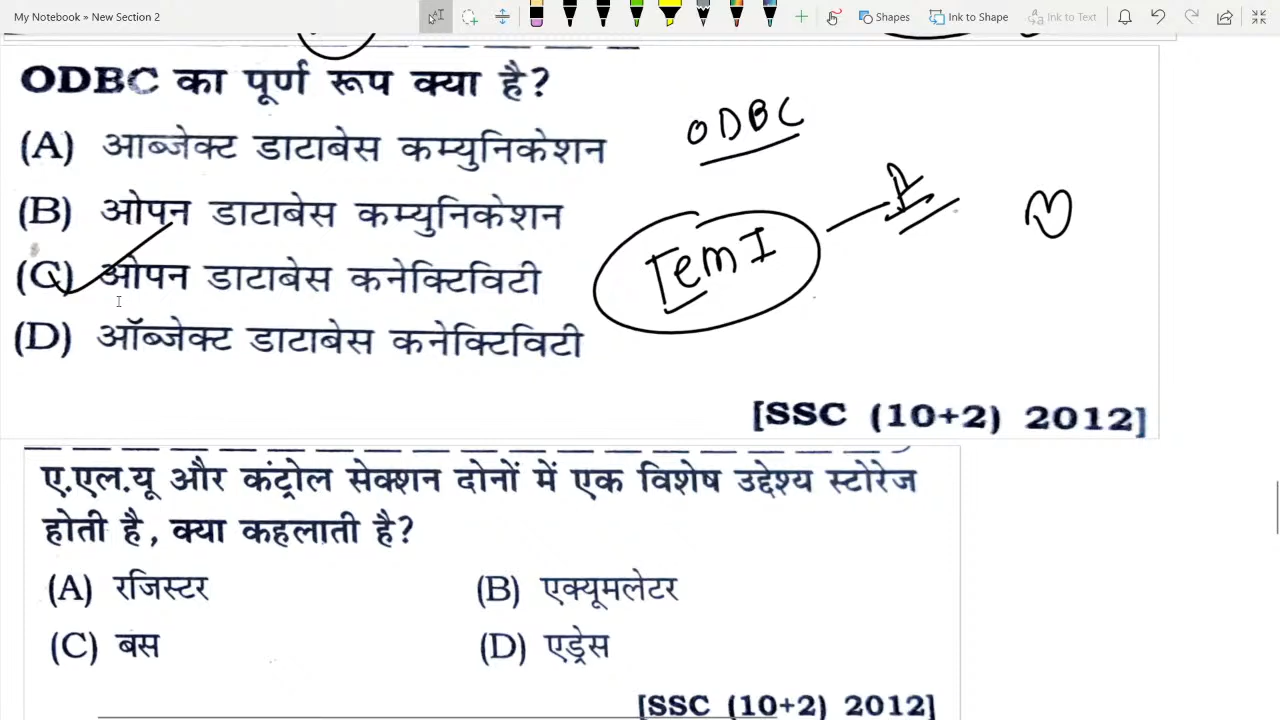 My Notebook » New Section 2
Shapes
Ink to Shape
Ink to Text
ODBC का पूर्ण रूप क्या है?
(A) आब्जेक्ट डाटाबेस कम्युनिकेशन
(B) ओपन डाटाबेस कम्युनिकेशन
(C) ओपन डाटाबेस कनेक्टिविटी
(D) ऑब्जेक्ट डाटाबेस कनेक्टिविटी
ODBC
[SSC (10+2) 2012]
ए.एल.यू और कंट्रोल सेक्शन दोनों में एक विशेष उद्देश्य स्टोरेज
होती है, क्या कहलाती है?
(A) रजिस्टर
(B) एक्यूमलेटर
(C) बस
(D) एड्रेस
[SSC (10+2) 2012]